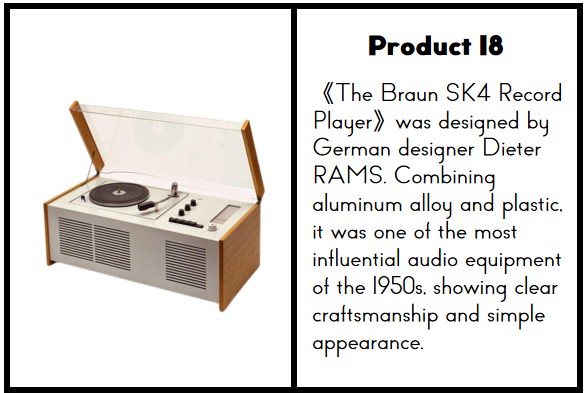 Product 18
《The Braun SK4 Record
Player》 was designed by
German designer Dieter
RAMS. Combining
aluminum alloy and plastic,
it was one of the most
influential audio equipment
of the 1950s, showing clear
craftsmanship and simple
appearance.